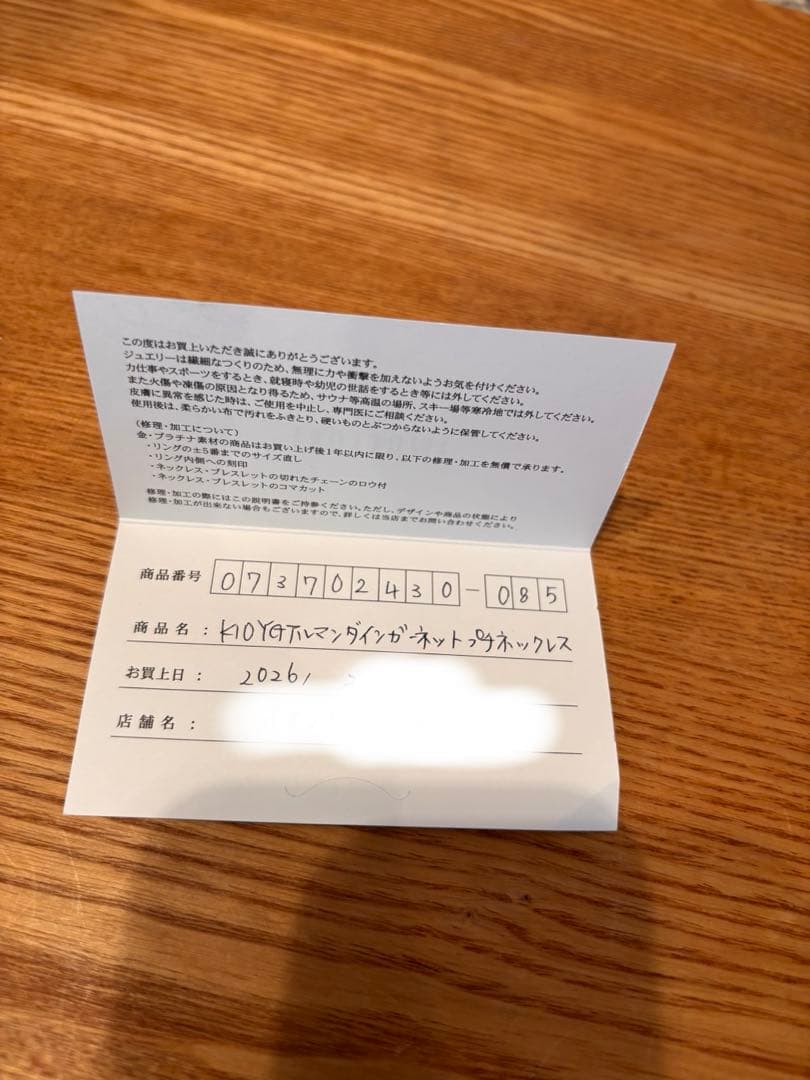 この度はお買上いただき誠にありがとうございます。
ジュエリーは繊細なつくりのため、無理に力や衝撃を加えないようお気を付けください。
力仕事やスポーツをするとき、就寝時や幼児の世話をするとき等には外してください。
また火傷や凍傷の原因となり得るため、サウナ等高温の場所、スキー場等寒冷地では外してください。
皮膚に異常を感じた時は、ご使用を中止し、専門医にご相談ください。
使用後は、柔らかい布で汚れをふきとり、硬いものとぶつからないように保管してください。
(修理・加工について)
金・プラチナ素材の商品はお買い上げ後1年以内に限り、以下の修理・加工を無償で承ります。
・リングの±5番までのサイズ直し
・リング内側への刻印
・ネックレス・ブレスレットの切れたチェーンのロウ付
・ネックレス・ブレスレットのコマカット
修理・加工の際にはこの説明書をご持参ください。ただし、デザインや商品の状態により
修理・加工が出来ない場合もございますので、詳しくは当店までお問い合わせください。
商品番号 073702430-085
商品名: K10YGアルマンダインガーネットプチネックレス
お買上日: 2026/
店舗名: